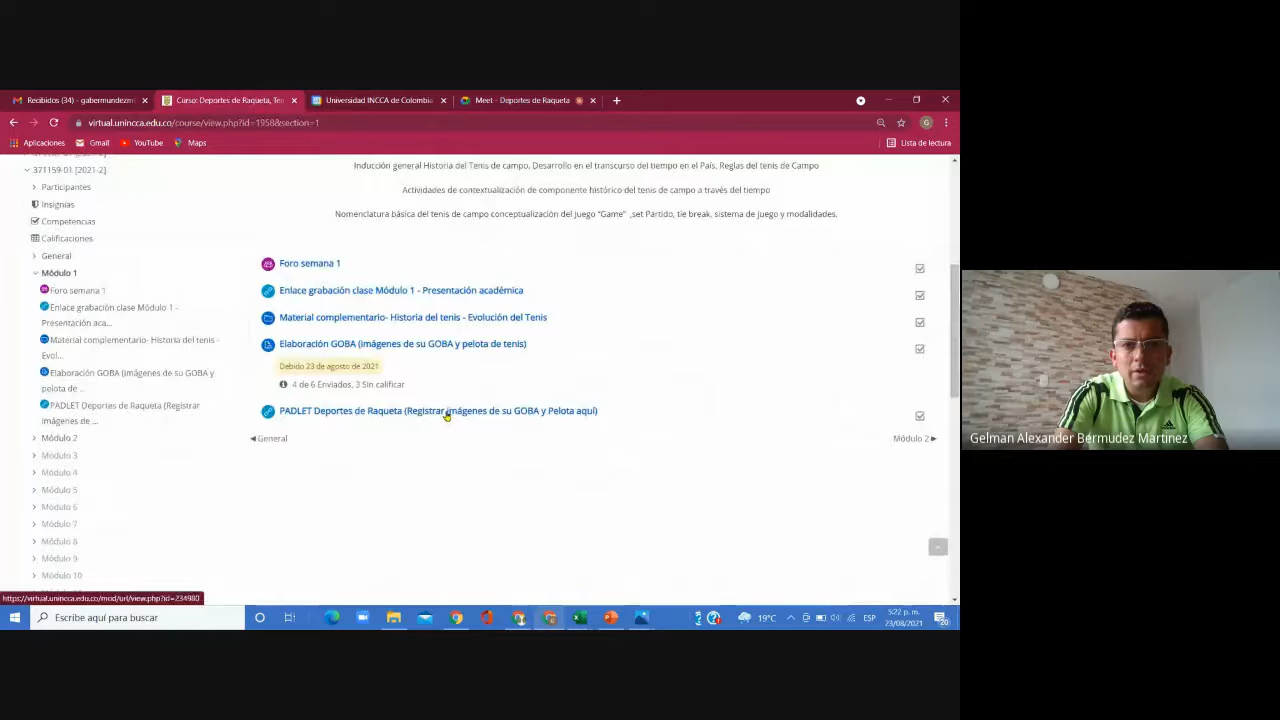 Recibidos (34) - gabermundezm
Curso: Deportes de Raqueta, Ten
Universidad INCCA de Colombia
Meet - Deportes de Raqueta
virtual.unincca.edu.co/course/view.php?id=1958&section=1
Aplicaciones
Gmail
YouTube
Maps
Lista de lectura
371159-01 [2021-2]
Participantes
Insignias
Competencias
Calificaciones
General
Módulo 1
Foro semana 1
Enlace grabación clase Módulo 1 -
Presentación aca...
Material complementario- Historia del tenis -
Evol...
Elaboración GOBA (imágenes de su GOBA y
pelota de ...
PADLET Deportes de Raqueta (Registrar
imágenes de ...
Módulo 2
Módulo 3
Módulo 4
Módulo 5
Módulo 6
Módulo 7
Módulo 8
Módulo 9
Módulo 10
Inducción general Historia del Tenis de campo, Desarrollo en el transcurso del tiempo en el País, Reglas del tenis de Campo
Actividades de contextualización de componente histórico del tenis de campo a través del tiempo
Nomenclatura básica del tenis de campo conceptualización del Juego “Game” ,set Partido, tie break, sistema de juego y modalidades.
Foro semana 1
Enlace grabación clase Módulo 1 - Presentación académica
Material complementario- Historia del tenis - Evolución del Tenis
Elaboración GOBA (imágenes de su GOBA y pelota de tenis)
Debido 23 de agosto de 2021
4 de 6 Enviados, 3 Sin calificar
PADLET Deportes de Raqueta (Registrar imágenes de su GOBA y Pelota aquí)
General
Módulo 2
https://virtual.unincca.edu.co/mod/url/view.php?id=234980
Escribe aquí para buscar
19°C
ESP
5:22 p. m.
23/08/2021
20
Gelman Alexander Bermudez Martinez